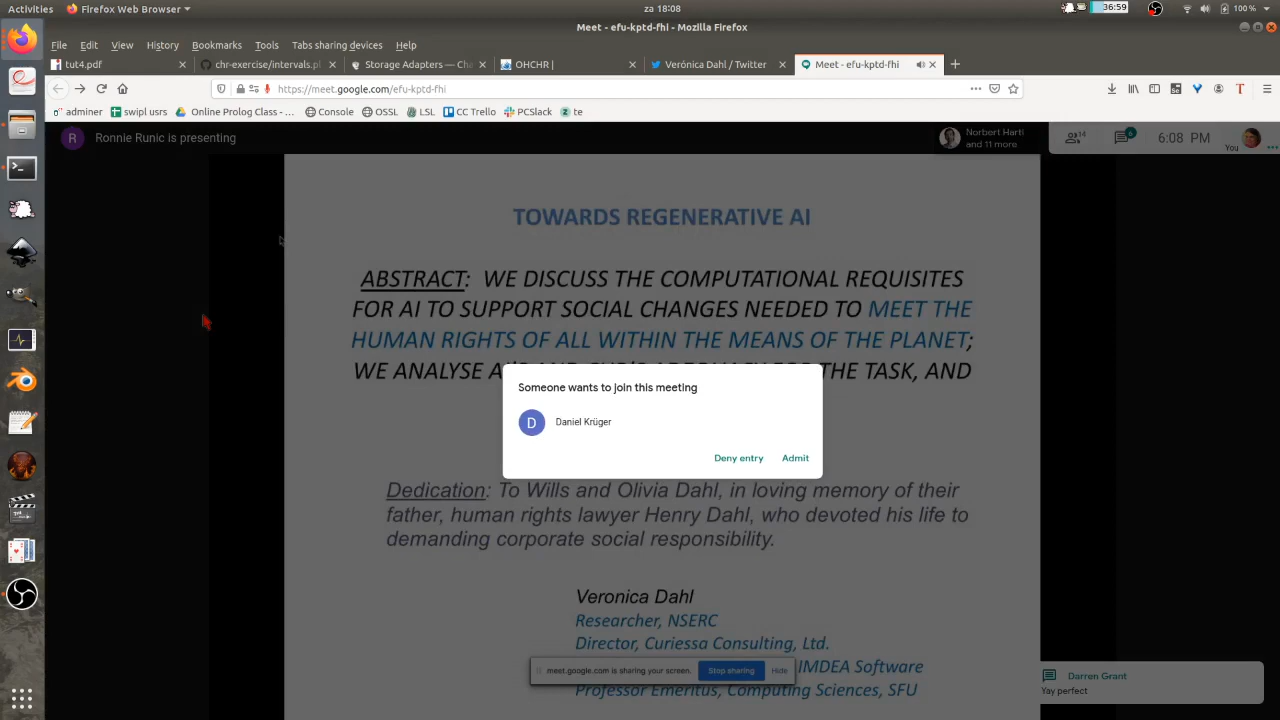 Activities
Firefox Web Browser
za 18:08
36:59
100 %
Meet - efu-kptd-fhi - Mozilla Firefox
File Edit View History Bookmarks Tools Tabs sharing devices Help
tut4.pdf
chr-exercise/intervals.pl
Storage Adapters — Cha
OHCHR |
Verónica Dahl / Twitter
Meet - efu-kptd-fhi
https://meet.google.com/efu-kptd-fhi
adminer
swipl users
Online Prolog Class - …
Console
OSSL
LSL
CC Trello
PCSlack
te
R
Ronnie Runic is presenting
Norbert Hartl
and 11 more
14
6
6:08 PM
You
TOWARDS REGENERATIVE AI
ABSTRACT: WE DISCUSS THE COMPUTATIONAL REQUISITES
FOR AI TO SUPPORT SOCIAL CHANGES NEEDED TO MEET THE
HUMAN RIGHTS OF ALL WITHIN THE MEANS OF THE PLANET;
WE ANALYSE FOR THE TASK, AND
Someone wants to join this meeting
D
Daniel Krüger
Deny entry Admit
Dedication: To Wills and Olivia Dahl, in loving memory of their
father, human rights lawyer Henry Dahl, who devoted his life to
demanding corporate social responsibility.
Veronica Dahl
Researcher, NSERC
Director, Curiessa Consulting, Ltd.
IMDEA Software
meet.google.com is sharing your screen.
Stop sharing
Hide
Professor Emeritus, Computing Sciences, SFU
Darren Grant
Yay perfect